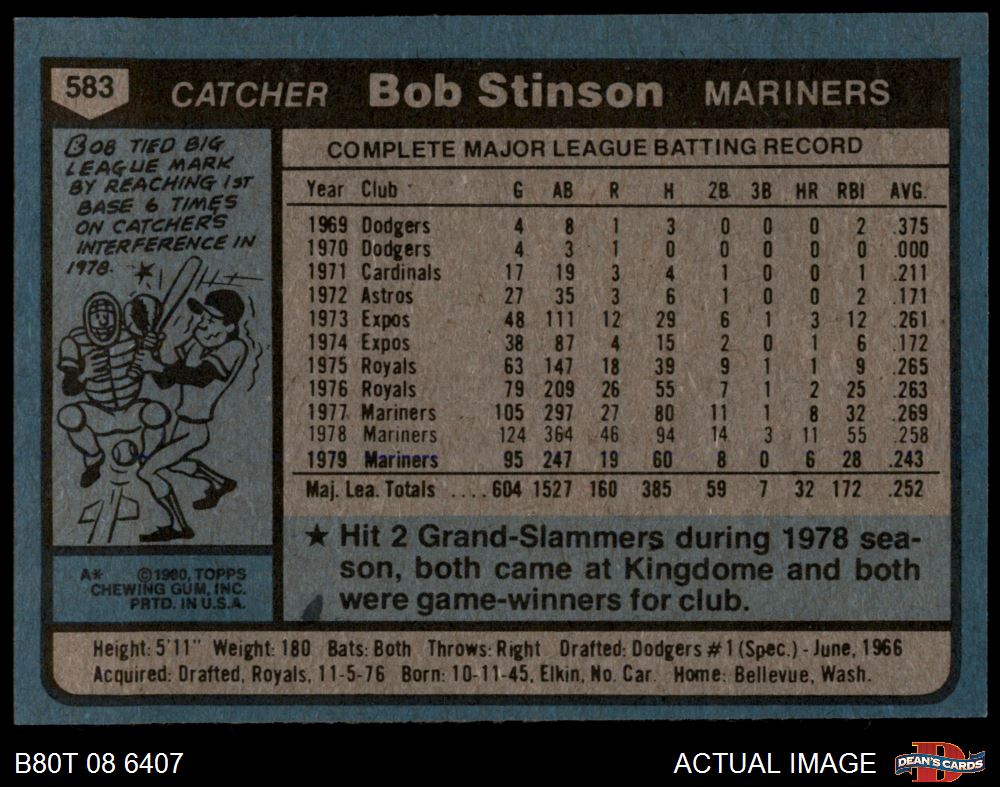 583 CATCHER Bob Stinson MARINERS
BOB TIED BIG
LEAGUE MARK
BY REACHING 1ST
BASE 6 TIMES
ON CATCHER'S
INTERFERENCE IN
1978.
COMPLETE MAJOR LEAGUE BATTING RECORD
Year Club G AB R H 2B 3B HR RBI AVG.
1969 Dodgers 4 8 1 3 0 0 0 2 .375
1970 Dodgers 4 3 1 0 0 0 0 0 .000
1971 Cardinals 17 19 3 4 1 0 0 1 .211
1972 Astros 27 35 3 6 1 0 0 2 .171
1973 Expos 48 111 12 29 6 1 3 12 .261
1974 Expos 38 87 4 15 2 0 1 6 .172
1975 Royals 63 147 18 39 9 1 1 9 .265
1976 Royals 79 209 26 55 7 1 2 25 .263
1977 Mariners 105 297 27 80 11 1 8 32 .269
1978 Mariners 124 364 46 94 14 3 11 55 .258
1979 Mariners 95 247 19 60 8 0 6 28 .243
Maj. Lea. Totals ....604 1527 160 385 59 7 32 172 .252
★ Hit 2 Grand-Slammers during 1978 sea-
son, both came at Kingdome and both
were game-winners for club.
A* ©1980, TOPPS
CHEWING GUM, INC.
PRTD. IN U.S.A.
Height: 5'11" Weight: 180 Bats: Both Throws: Right Drafted: Dodgers #1 (Spec.) - June, 1966
Acquired: Drafted, Royals, 11-5-76 Born: 10-11-45, Elkin, No. Car. Home: Bellevue, Wash.
B80T 08 6407 ACTUAL IMAGE DEAN'S CARDS